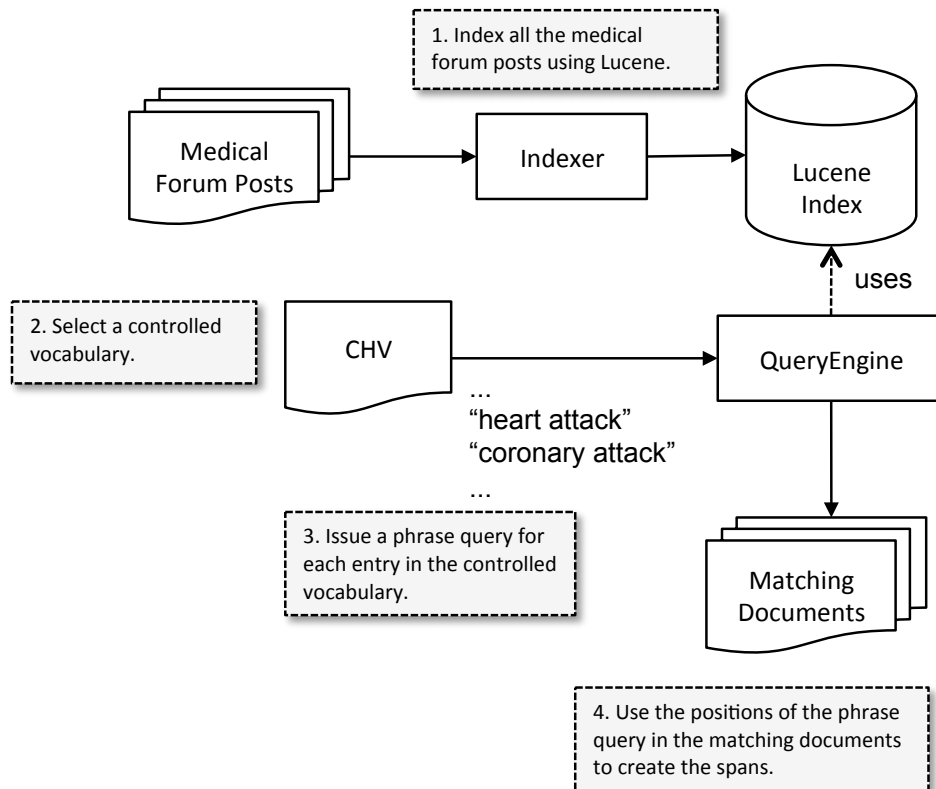 1. Index all the medical
forum posts using Lucene.
Medical
Forum Posts
Indexer
Lucene
Index
uses
2. Select a controlled
vocabulary.
CHV
QueryEngine
...
“heart attack”
“coronary attack”
...
3. Issue a phrase query for
each entry in the controlled
vocabulary.
Matching
Documents
4. Use the positions of the phrase
query in the matching documents
to create the spans.